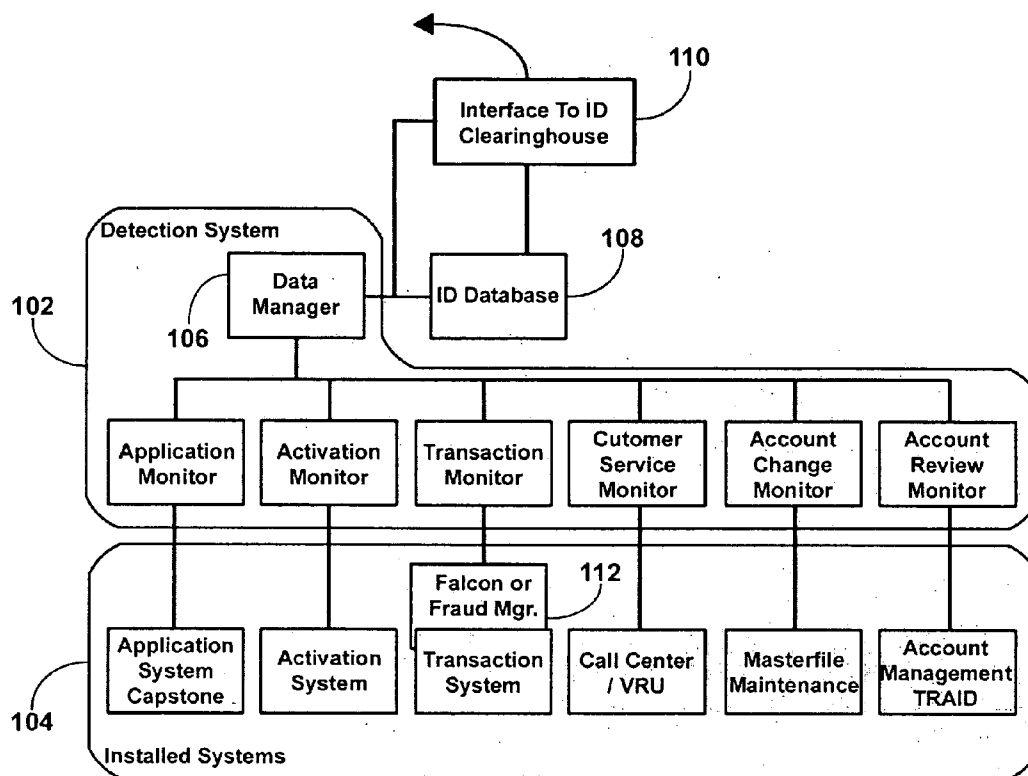 110
Interface To ID
Clearinghouse
Detection System
108
Data
Manager
ID Database
102
106
Application
Monitor
Activation
Monitor
Transaction
Monitor
Cutomer
Service
Monitor
Account
Change
Monitor
Account
Review
Monitor
Falcon or
Fraud Mgr.
112
Application
System
Capstone
Activation
System
Transaction
System
Call Center
/ VRU
Masterfile
Maintenance
Account
Management
TRAID
104
Installed Systems